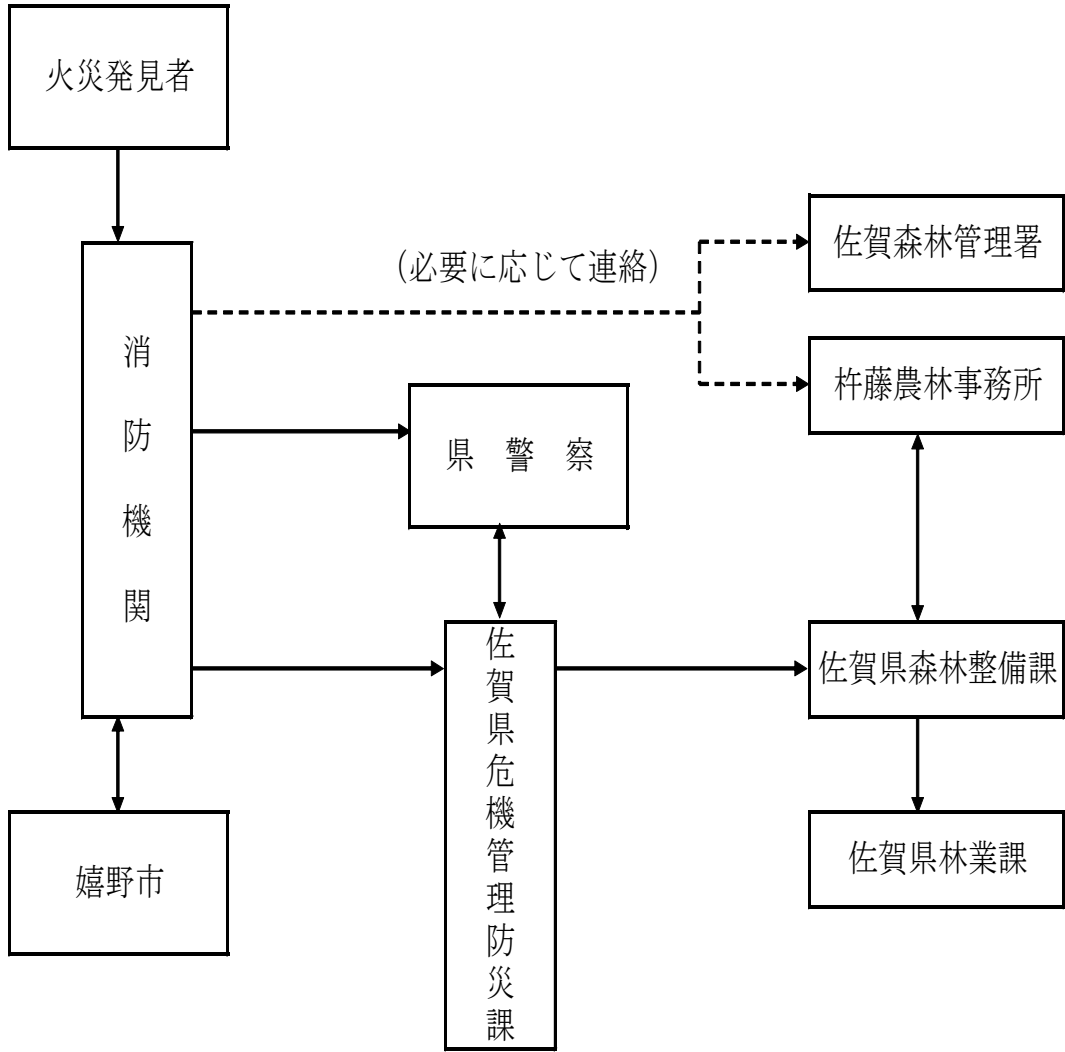 火災発見者
佐賀森林管理署
(必要に応じて連絡)
消防機関
杵藤農林事務所
県 警 察
佐賀県危機管理防災課
佐賀県森林整備課
嬉野市
佐賀県林業課